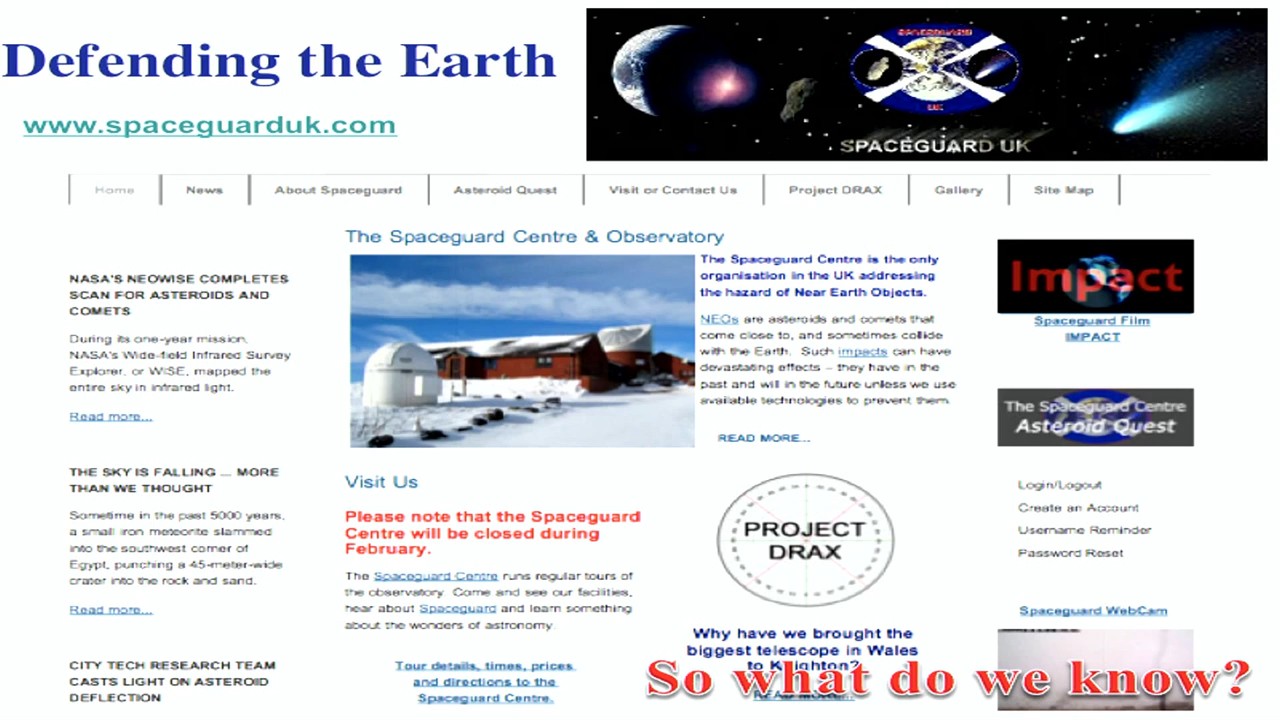 Defending the Earth
www.spaceguarduk.com
SPACEGUARD
UK
SPACEGUARD UK
Home
News
About Spaceguard
Asteroid Quest
Visit or Contact Us
Project DRAX
Gallery
Site Map
NASA'S NEOWISE COMPLETES
SCAN FOR ASTEROIDS AND
COMETS
During its one-year mission,
NASA's Wide-field Infrared Survey
Explorer, or WISE, mapped the
entire sky in infrared light.
Read more...
THE SKY IS FALLING ... MORE
THAN WE THOUGHT
Sometime in the past 5000 years,
a small iron meteorite slammed
into the southwest corner of
Egypt, punching a 45-meter-wide
crater into the rock and sand.
Read more...
CITY TECH RESEARCH TEAM
CASTS LIGHT ON ASTEROID
DEFLECTION
The Spaceguard Centre & Observatory
The Spaceguard Centre is the only
organisation in the UK addressing
the hazard of Near Earth Objects.
NEOs are asteroids and comets that
come close to, and sometimes collide
with the Earth. Such impacts can have
devastating effects – they have in the
past and will in the future unless we use
available technologies to prevent them.
READ MORE...
Visit Us
Please note that the Spaceguard
Centre will be closed during
February.
The Spaceguard Centre runs regular tours of
the observatory. Come and see our facilities,
hear about Spaceguard and learn something
about the wonders of astronomy.
Tour details, times, prices
and directions to the
Spaceguard Centre.
PROJECT
DRAX
Why have we brought the
biggest telescope in Wales
to Knighton?
READ MORE...
Impact
Spaceguard Film
IMPACT
The Spaceguard Centre
Asteroid Quest
Login/Logout
Create an Account
Username Reminder
Password Reset
Spaceguard WebCam
So what do we know?